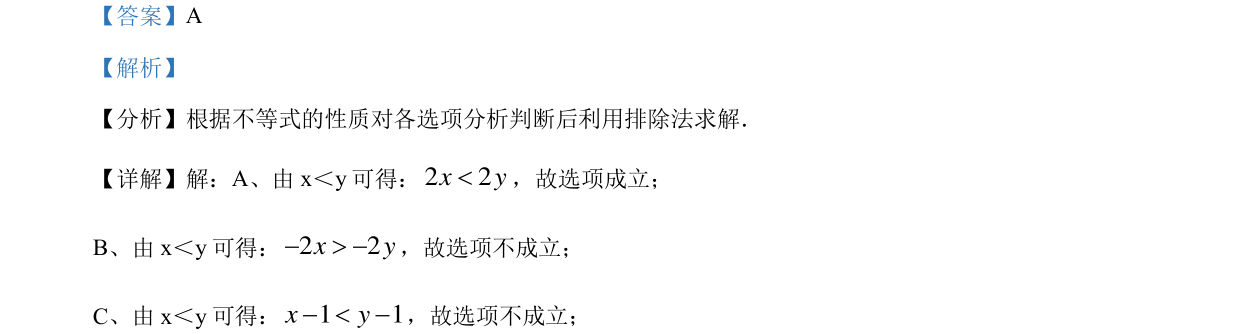 【答案】A
【解析】
【分析】根据不等式的性质对各选项分析判断后利用排除法求解．
【详解】解：A、由 x＜y 可得：2x < 2y，故选项成立；
B、由 x＜y 可得：−2x > −2y，故选项不成立；
C、由 x＜y 可得：x −1 < y −1，故选项不成立；